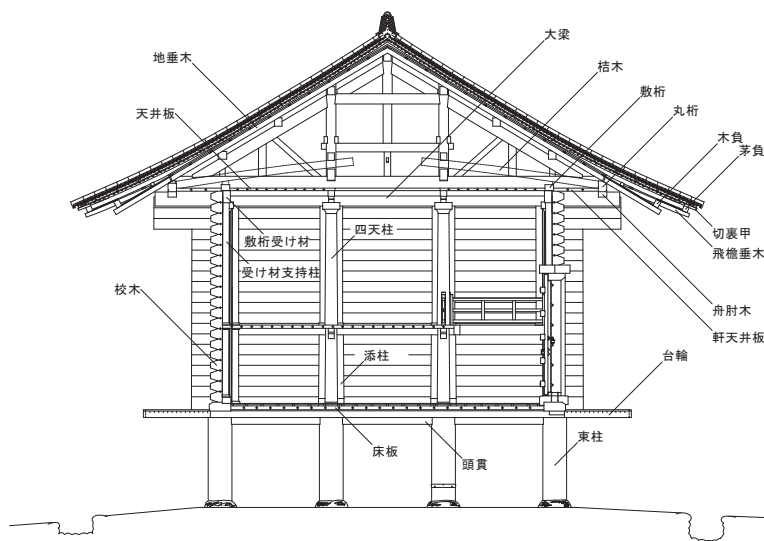 大梁
地垂木
桔木
天井板
敷桁
丸桁
木負
茅負
切裏甲
敷桁受け材
四天柱
飛檐垂木
受け材支持柱
校木
舟肘木
軒天井板
台輪
添柱
床板
頭貫
束柱